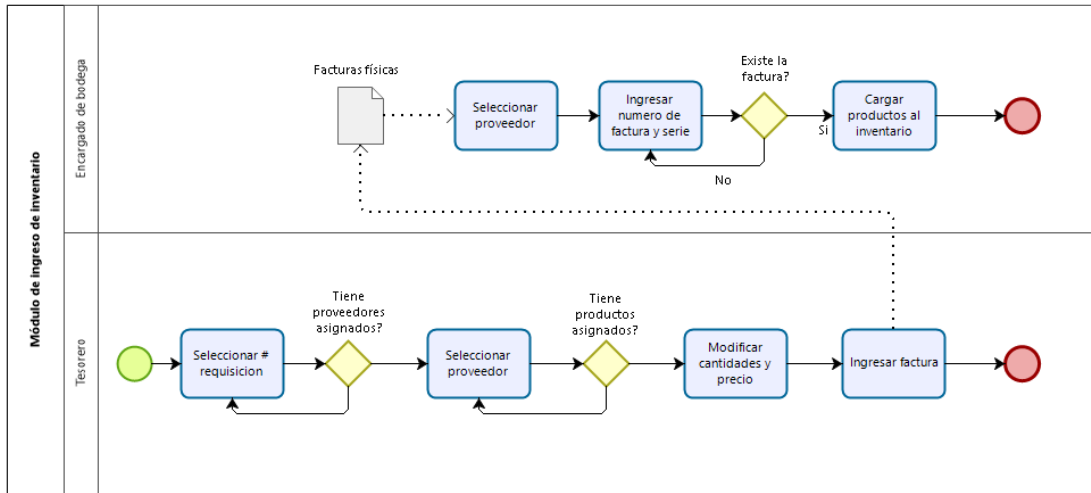 Módulo de ingreso de inventario
Encargado de bodega
Facturas físicas
Seleccionar
proveedor
Ingresar
numero de
factura y serie
Existe la
factura?
Si
No
Cargar
productos al
inventario
Tesorero
Seleccionar #
requisicion
Tiene
proveedores
asignados?
Seleccionar
proveedor
Tiene
productos
asignados?
Modificar
cantidades y
precio
Ingresar factura